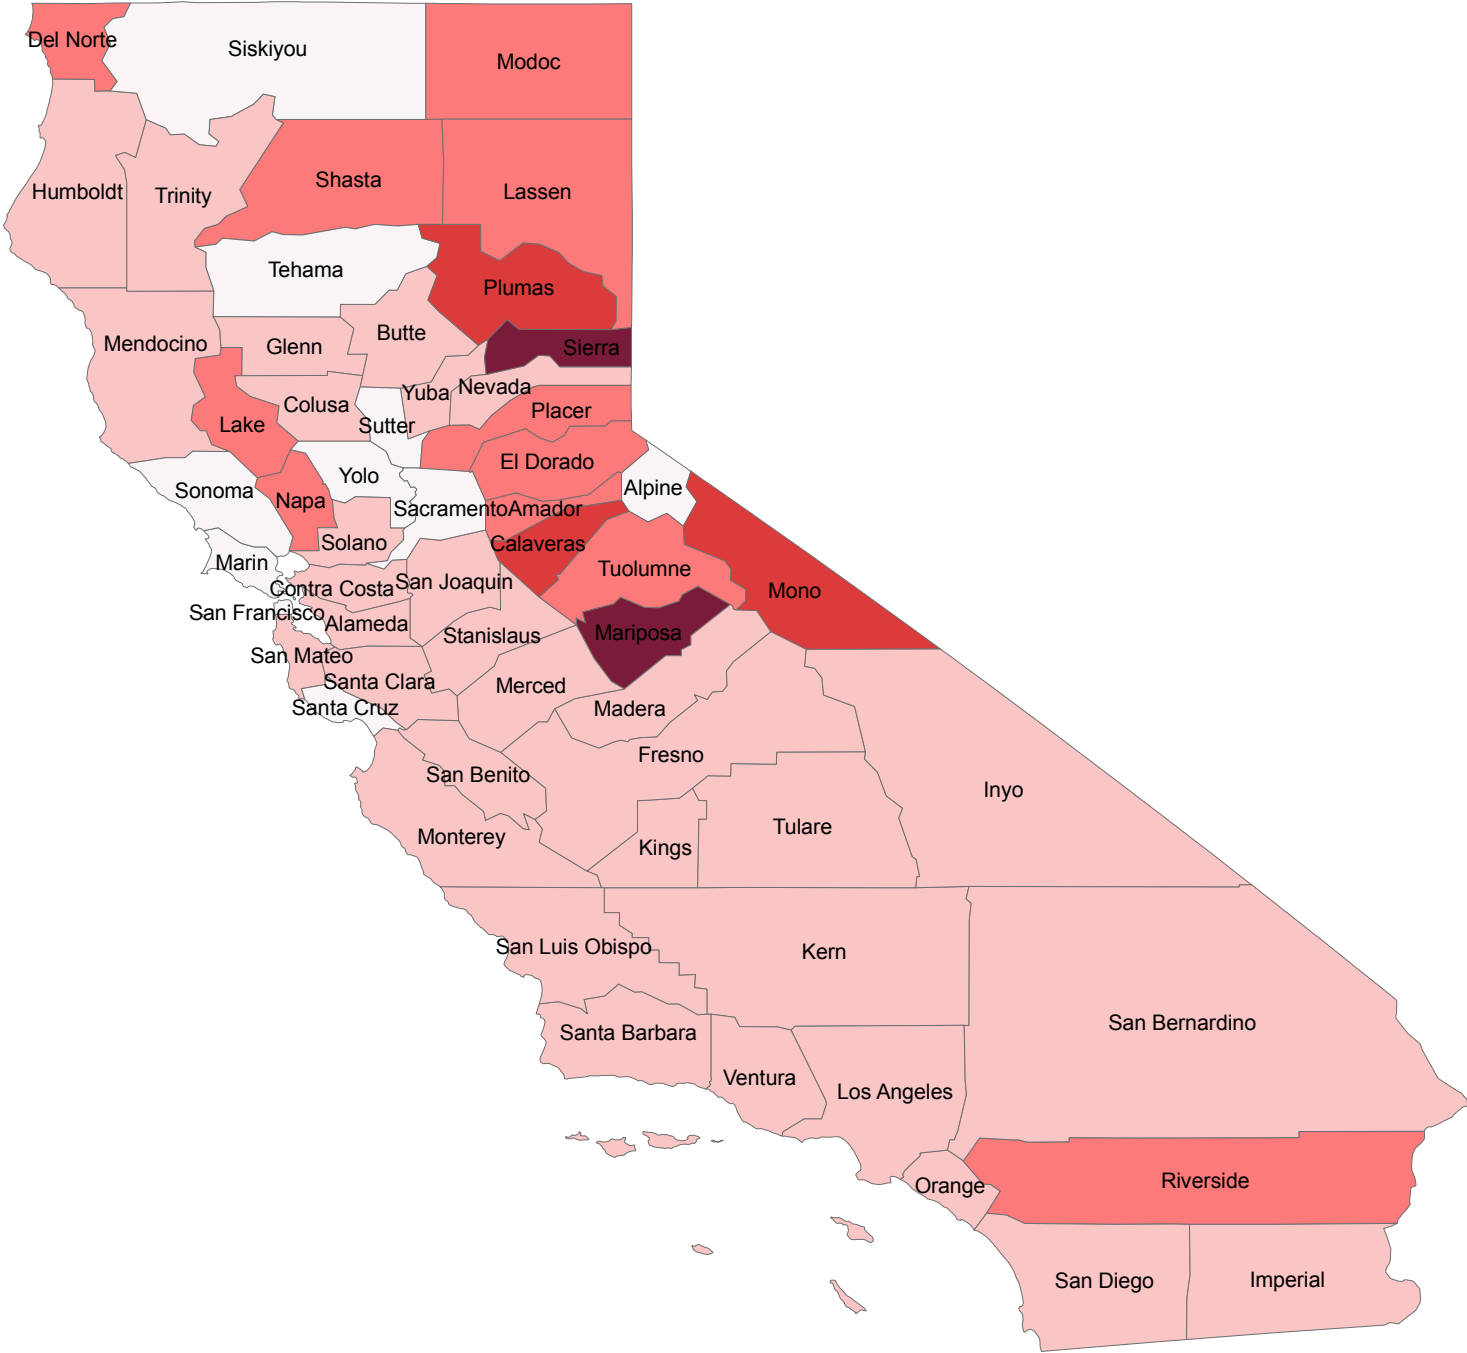 Del Norte
Siskiyou
Modoc
Humboldt
Trinity
Shasta
Lassen
Tehama
Plumas
Mendocino
Glenn
Butte
Sierra
Lake
Colusa
Sutter
Yuba
Nevada
Placer
El Dorado
Sonoma
Napa
Yolo
Sacramento
Amador
Alpine
Marin
Solano
Calaveras
Tuolumne
Mono
San Francisco
Contra Costa
San Joaquin
Alameda
Stanislaus
Mariposa
San Mateo
Santa Clara
Santa Cruz
Merced
Madera
San Benito
Fresno
Inyo
Monterey
Kings
Tulare
San Luis Obispo
Kern
San Bernardino
Santa Barbara
Ventura
Los Angeles
Orange
Riverside
San Diego
Imperial